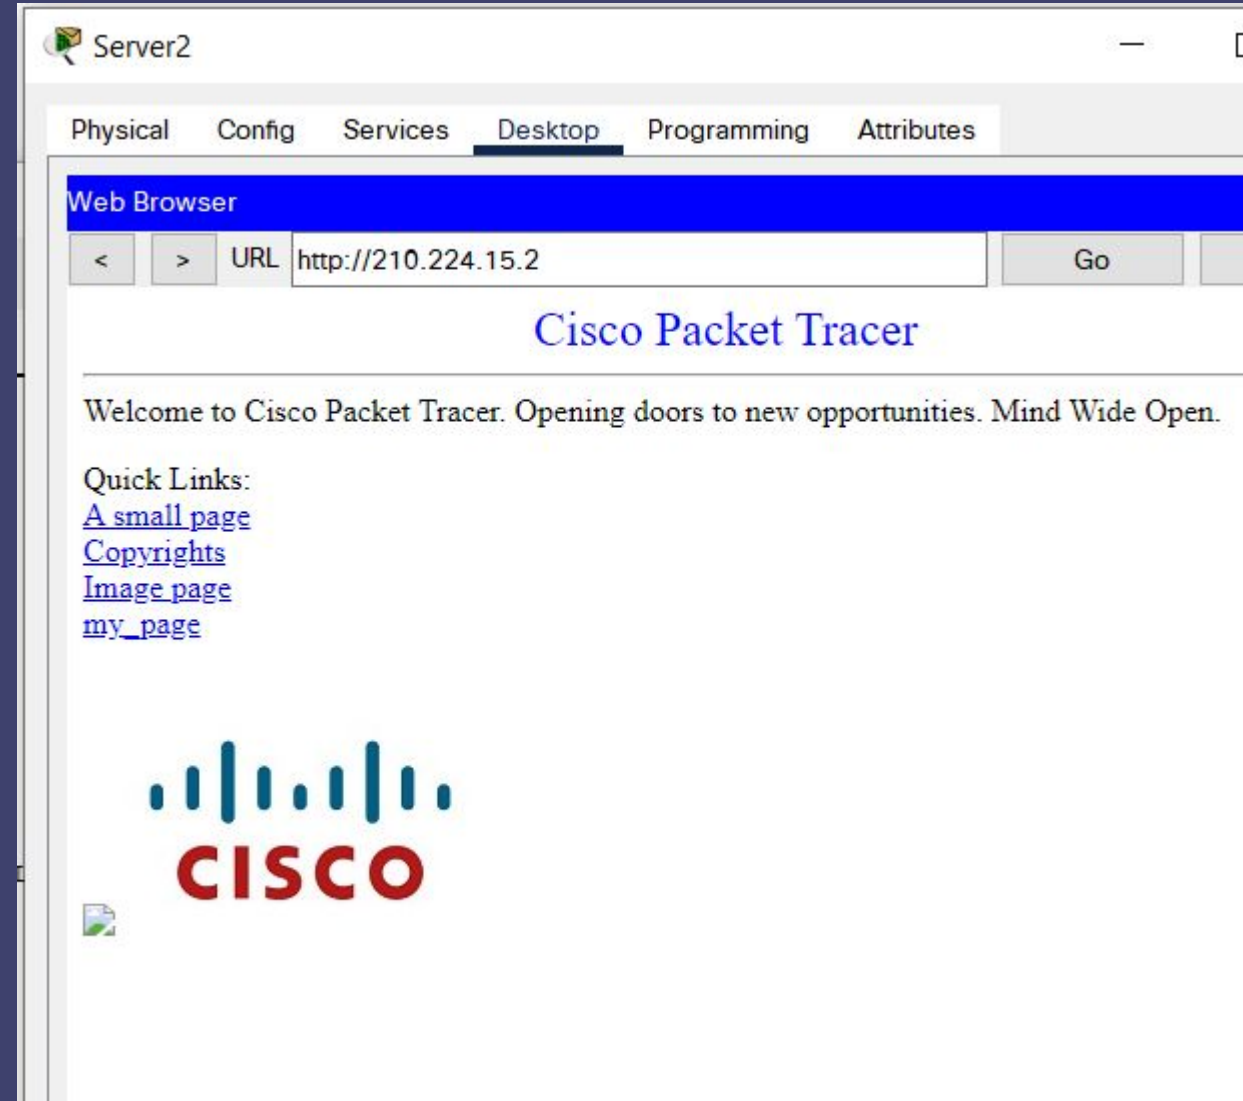 Server2
Physical Config Services Desktop Programming Attributes
Web Browser
< > URL http://210.224.15.2 Go
Cisco Packet Tracer
Welcome to Cisco Packet Tracer. Opening doors to new opportunities. Mind Wide Open.
Quick Links:
A small page
Copyrights
Image page
my_page
CISCO